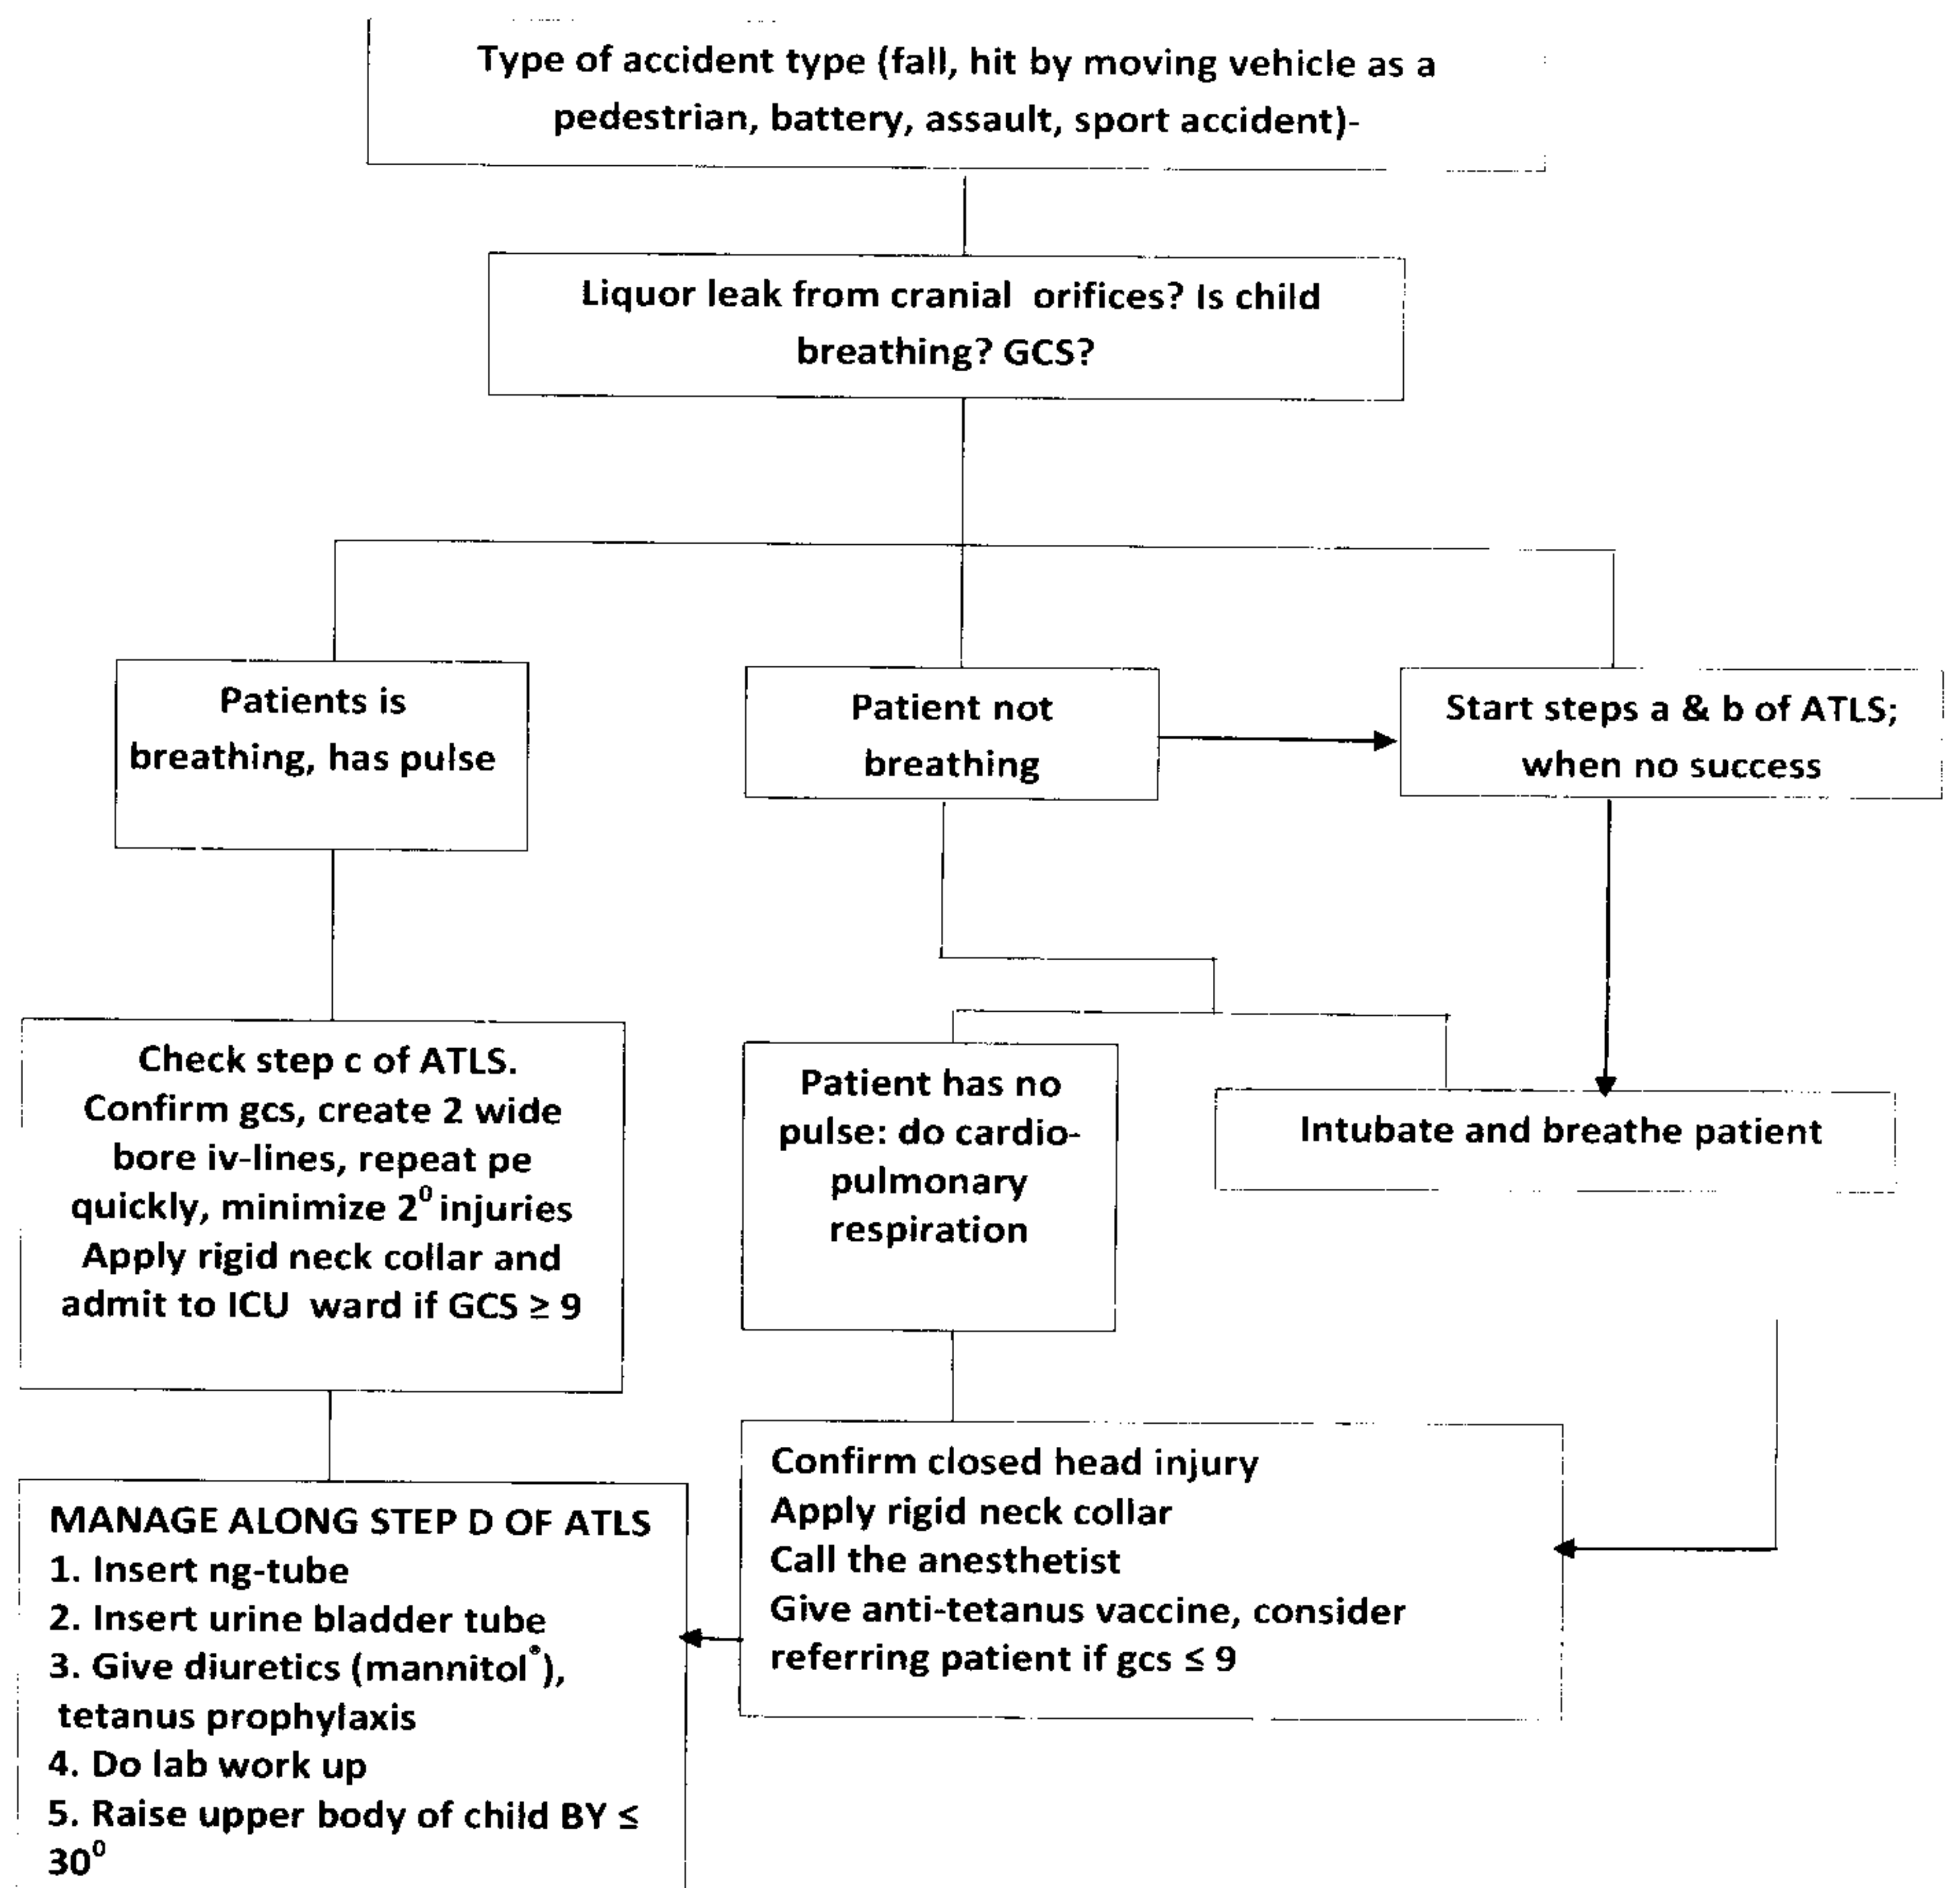 Type of accident type (fall, hit by moving vehicle as a
pedestrian, battery, assault, sport accident)-
Liquor leak from cranial orifices? Is child
breathing? GCS?
Patients is
breathing, has pulse
Patient not
breathing
Start steps a & b of ATLS;
when no success
Check step c of ATLS.
Confirm gcs, create 2 wide
bore iv-lines, repeat pe
quickly, minimize 2⁰ injuries
Apply rigid neck collar and
admit to ICU ward if GCS ≥ 9
Patient has no
pulse: do cardio-
pulmonary
respiration
Intubate and breathe patient
Confirm closed head injury
Apply rigid neck collar
Call the anesthetist
Give anti-tetanus vaccine, consider
referring patient if gcs ≤ 9
MANAGE ALONG STEP D OF ATLS
1. Insert ng-tube
2. Insert urine bladder tube
3. Give diuretics (mannitol®),
tetanus prophylaxis
4. Do lab work up
5. Raise upper body of child BY ≤
30⁰